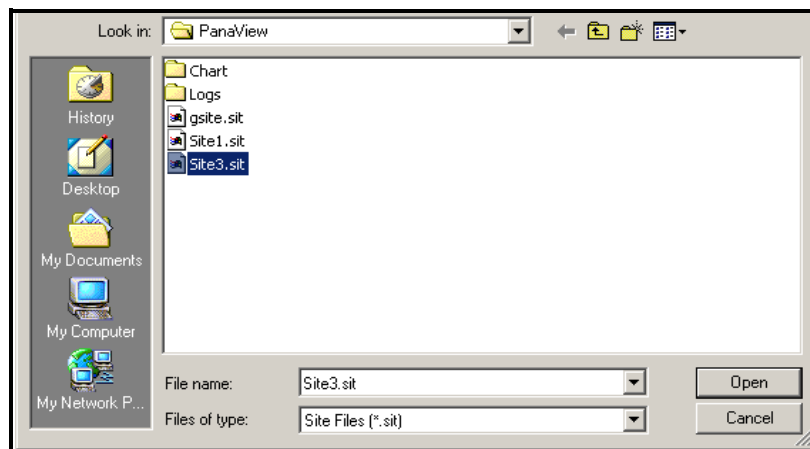 Look in: PanaView
Chart
Logs
gsite.sit
Site1.sit
Site3.sit
History
Desktop
My Documents
My Computer
My Network P...
File name: Site3.sit Open
Files of type: Site Files (*.sit) Cancel